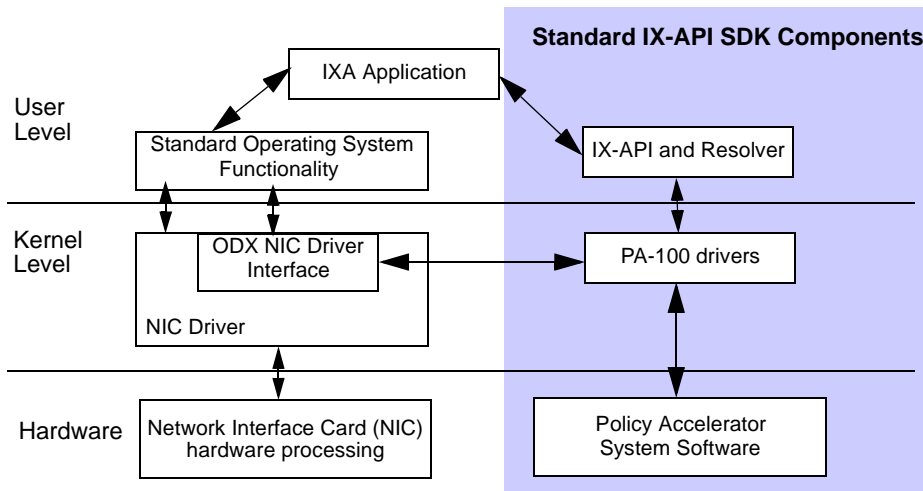 Standard IX-API SDK Components
IXA Application
User
Level
Standard Operating System
Functionality
IX-API and Resolver
Kernel
Level
ODX NIC Driver
Interface
PA-100 drivers
NIC Driver
Hardware
Network Interface Card (NIC)
hardware processing
Policy Accelerator
System Software